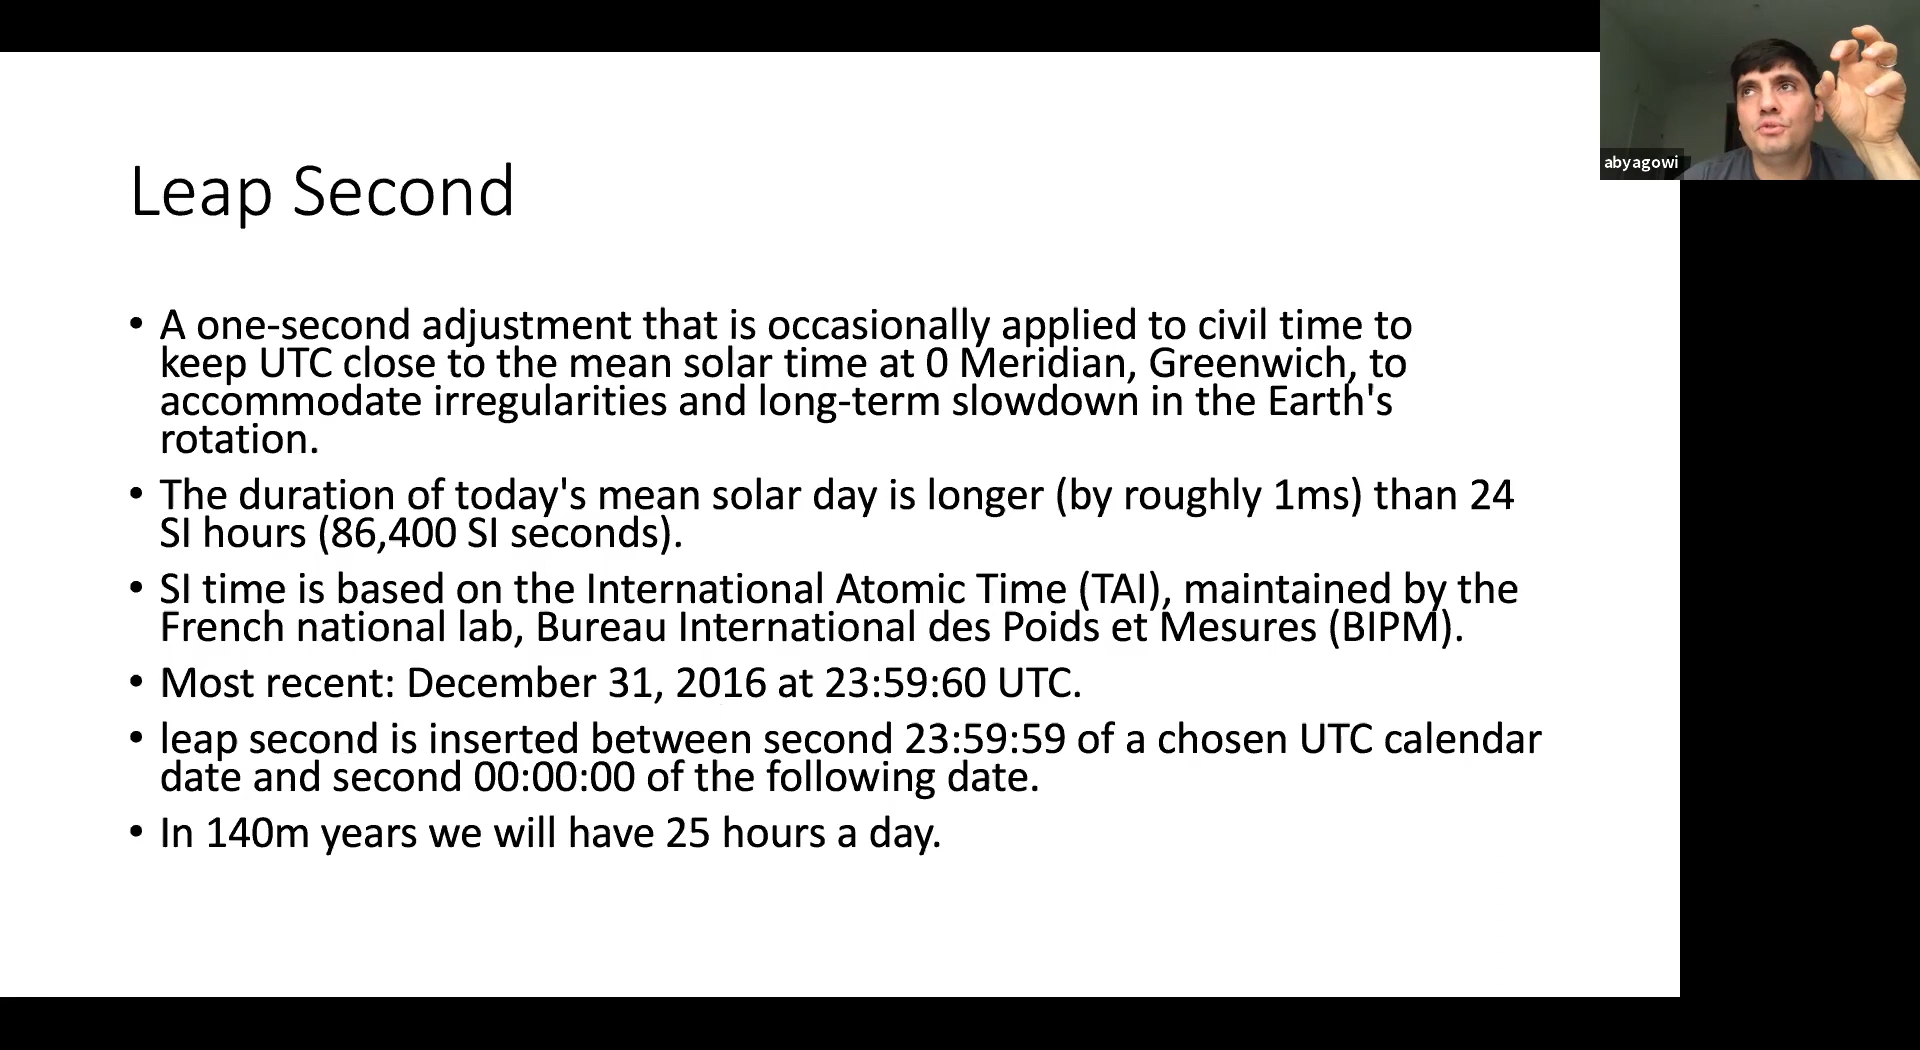 Leap Second
• A one-second adjustment that is occasionally applied to civil time to
keep UTC close to the mean solar time at 0 Meridian, Greenwich, to
accommodate irregularities and long-term slowdown in the Earth's
rotation.
• The duration of today's mean solar day is longer (by roughly 1ms) than 24
SI hours (86,400 SI seconds).
• SI time is based on the International Atomic Time (TAI), maintained by the
French national lab, Bureau International des Poids et Mesures (BIPM).
• Most recent: December 31, 2016 at 23:59:60 UTC.
• leap second is inserted between second 23:59:59 of a chosen UTC calendar
date and second 00:00:00 of the following date.
• In 140m years we will have 25 hours a day.
abyagowi